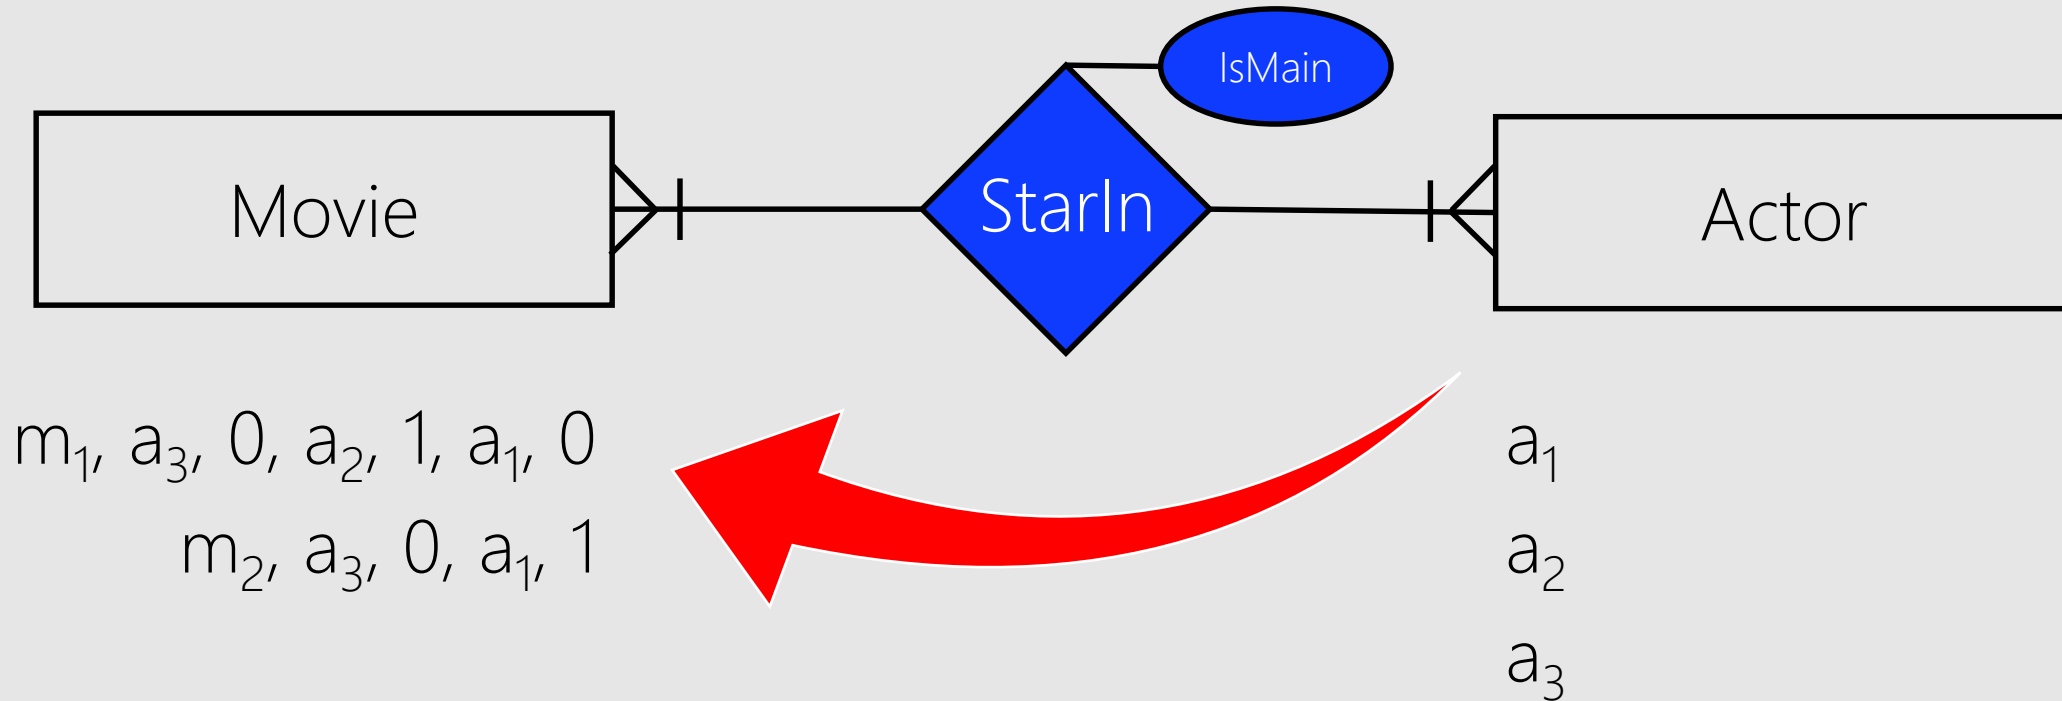 IsMain
Movie
StarIn
Actor
m₁, a₃, 0, a₂, 1, a₁, 0
m₂, a₃, 0, a₁, 1
a₁
a₂
a₃